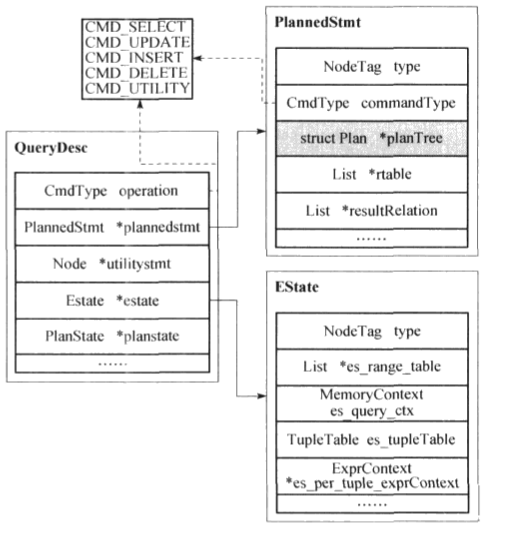 CMD_SELECT
CMD_UPDATE
CMD_INSERT
CMD_DELETE
CMD_UTILITY
PlannedStmt
NodeTag type
CmdType commandType
struct Plan *planTree
List *rtable
List *resultRelation
……
QueryDesc
CmdType operation
PlannedStmt *plannedstmt
Node *utilitystmt
Estate *estate
PlanState *planstate
……
EState
NodeTag type
List *es_range_table
MemoryContext
es_query_ctx
TupleTable es_tupleTable
ExprContext
*es_per_tuple_exprContext
……